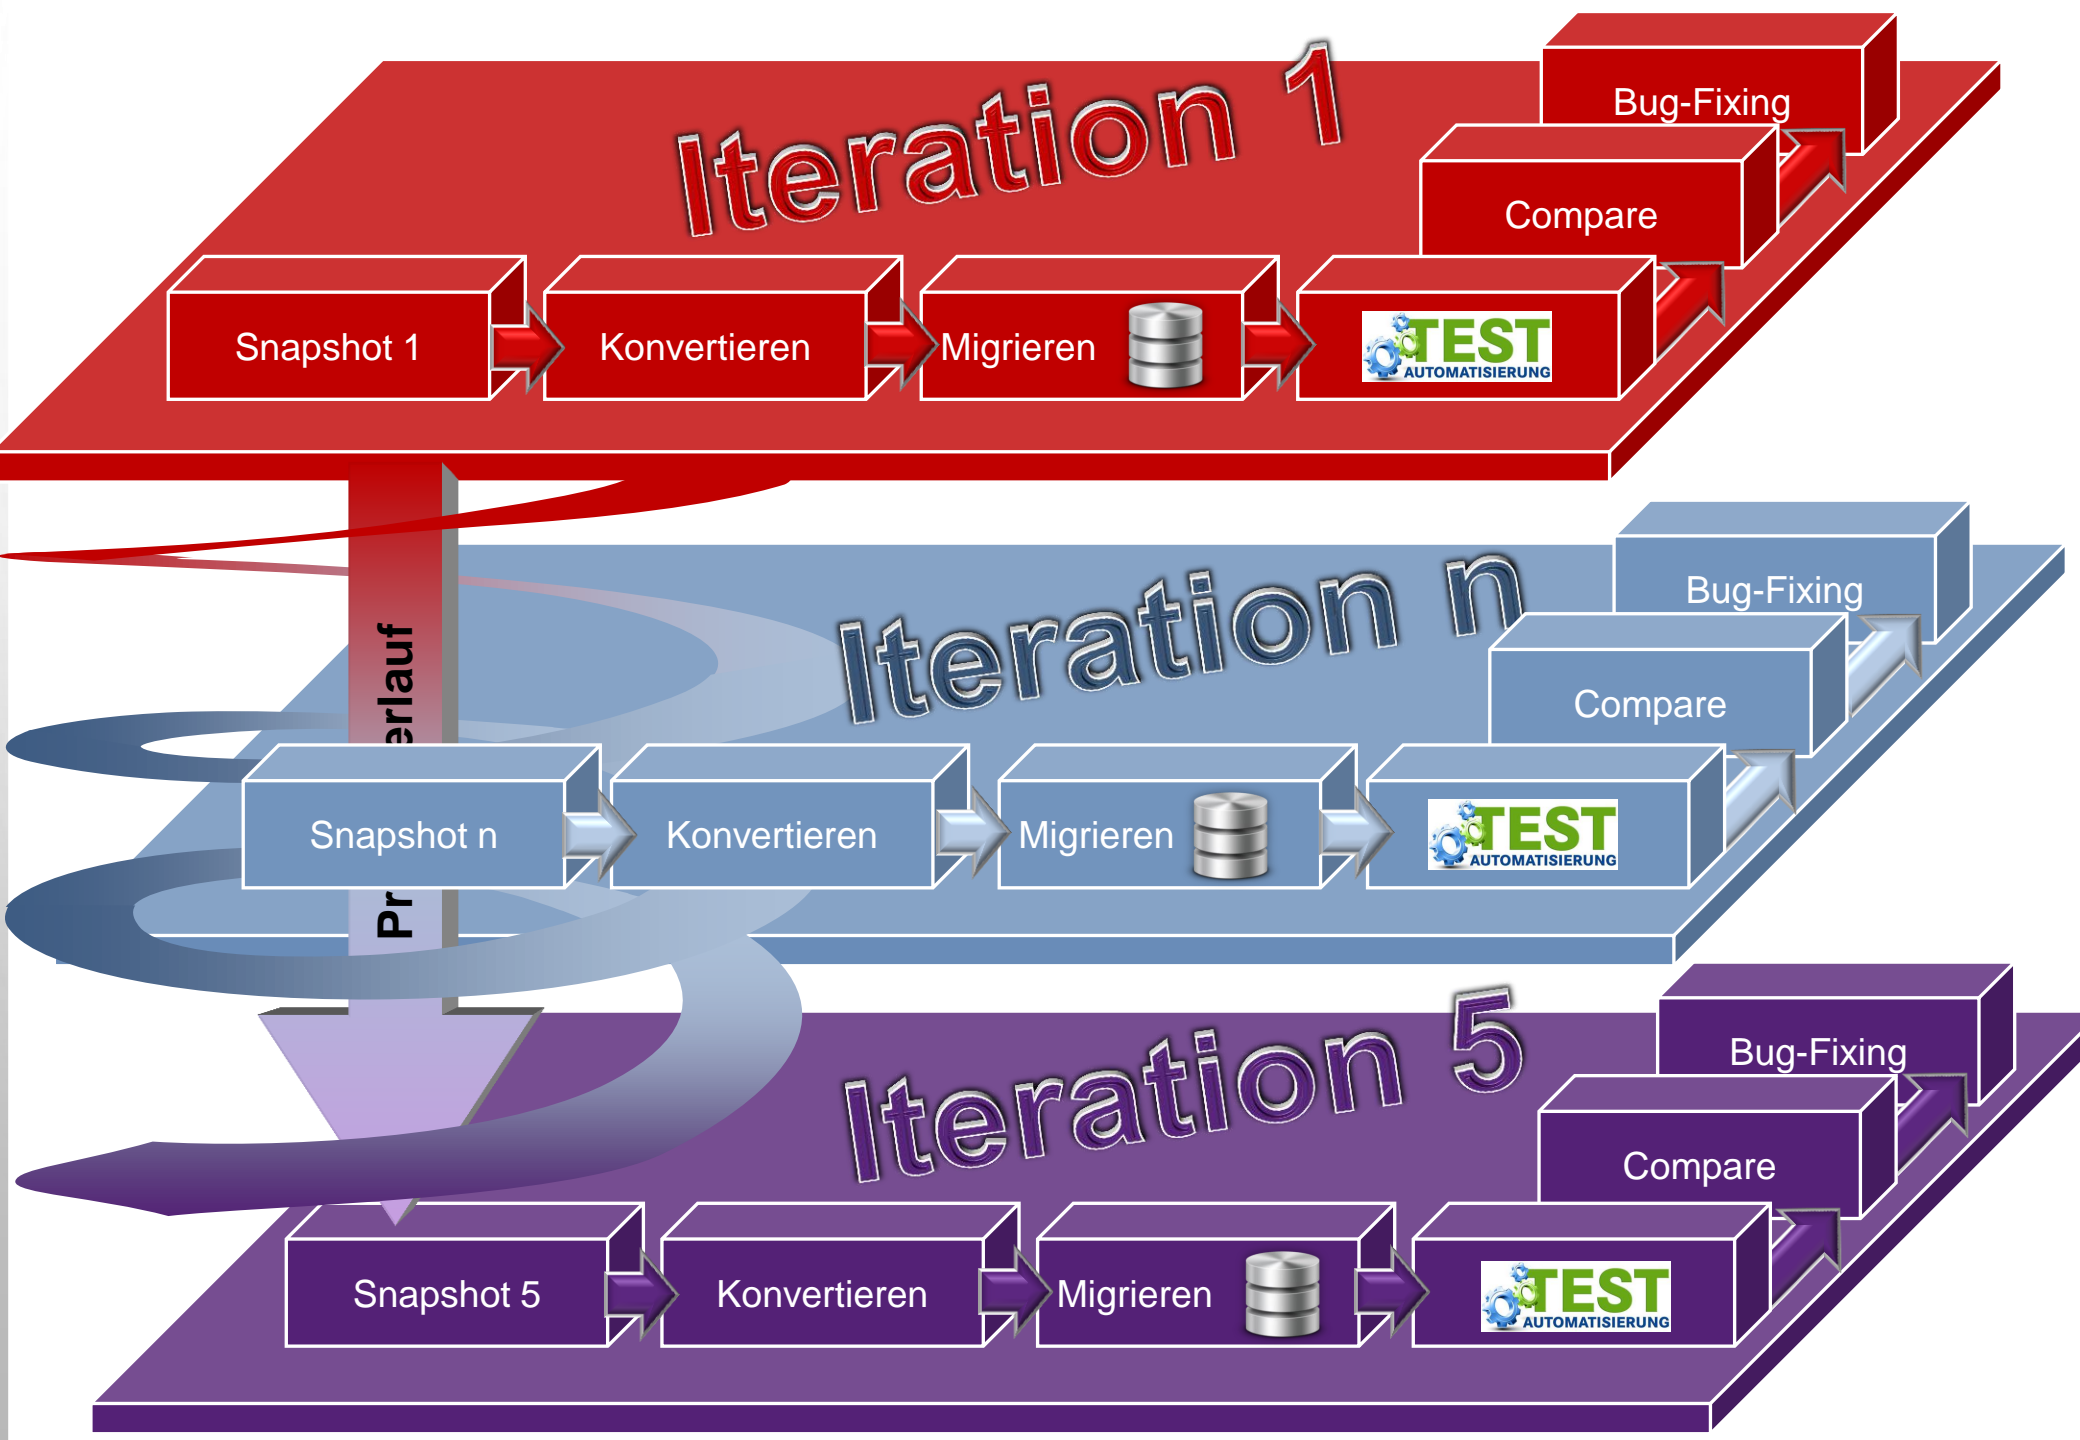 Iteration 1
Bug-Fixing
Compare
Snapshot 1
Konvertieren
Migrieren
TEST
AUTOMATISIERUNG
Iteration n
Bug-Fixing
Compare
Snapshot n
Konvertieren
Migrieren
TEST
AUTOMATISIERUNG
Iteration 5
Bug-Fixing
Compare
Snapshot 5
Konvertieren
Migrieren
TEST
AUTOMATISIERUNG